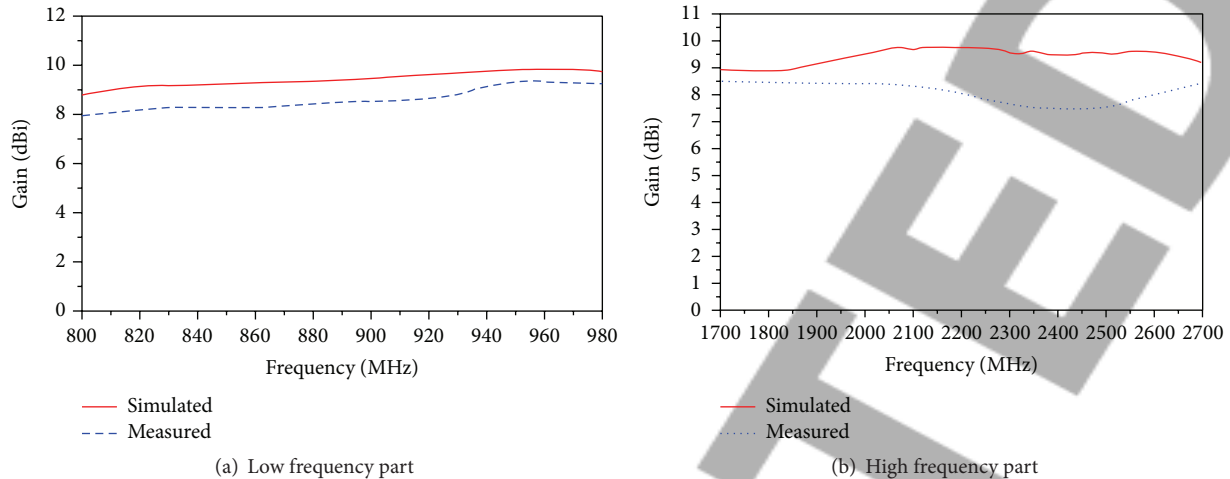 12
10
8
6
4
2
0
Gain (dBi)
800 820 840 860 880 900 920 940 960 980
Frequency (MHz)
Simulated
Measured
(a) Low frequency part
11
10
9
8
7
6
5
4
3
2
1
0
Gain (dBi)
1700 1800 1900 2000 2100 2200 2300 2400 2500 2600 2700
Frequency (MHz)
Simulated
Measured
(b) High frequency part
TED